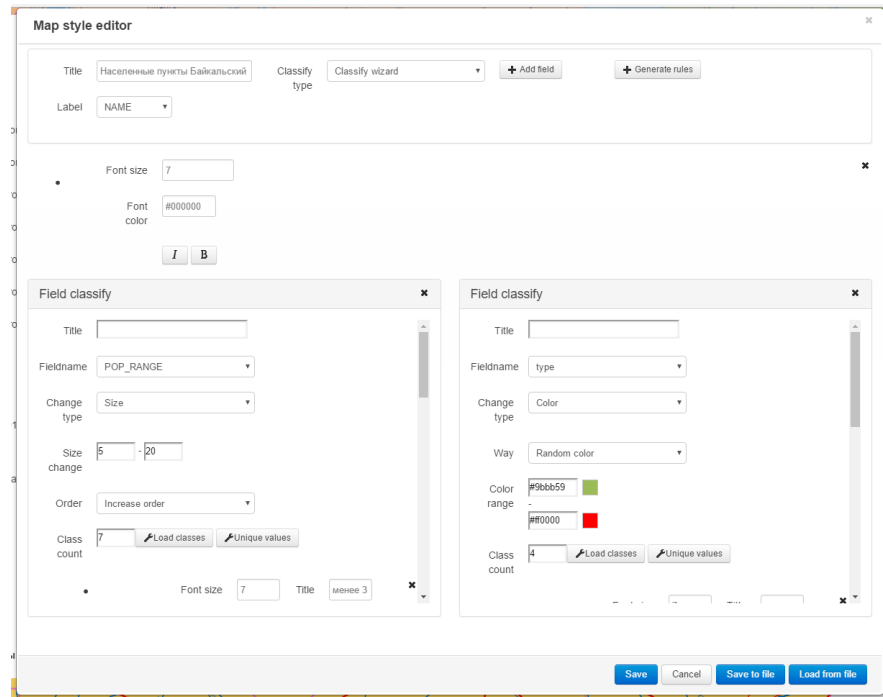 Map style editor
Title Населенные пункты Байкальский Classify type Classify wizard Add field Generate rules
Label NAME
Font size 7
Font color #000000
I B
Field classify
Title
Fieldname POP_RANGE
Change type Size
Size change 5 - 20
Order Increase order
Class count 7 Load classes Unique values
Font size 7 Title менее 3
Field classify
Title
Fieldname type
Change type Color
Way Random color
Color range #9bbb59 - #ff0000
Class count 4 Load classes Unique values
Save Cancel Save to file Load from file